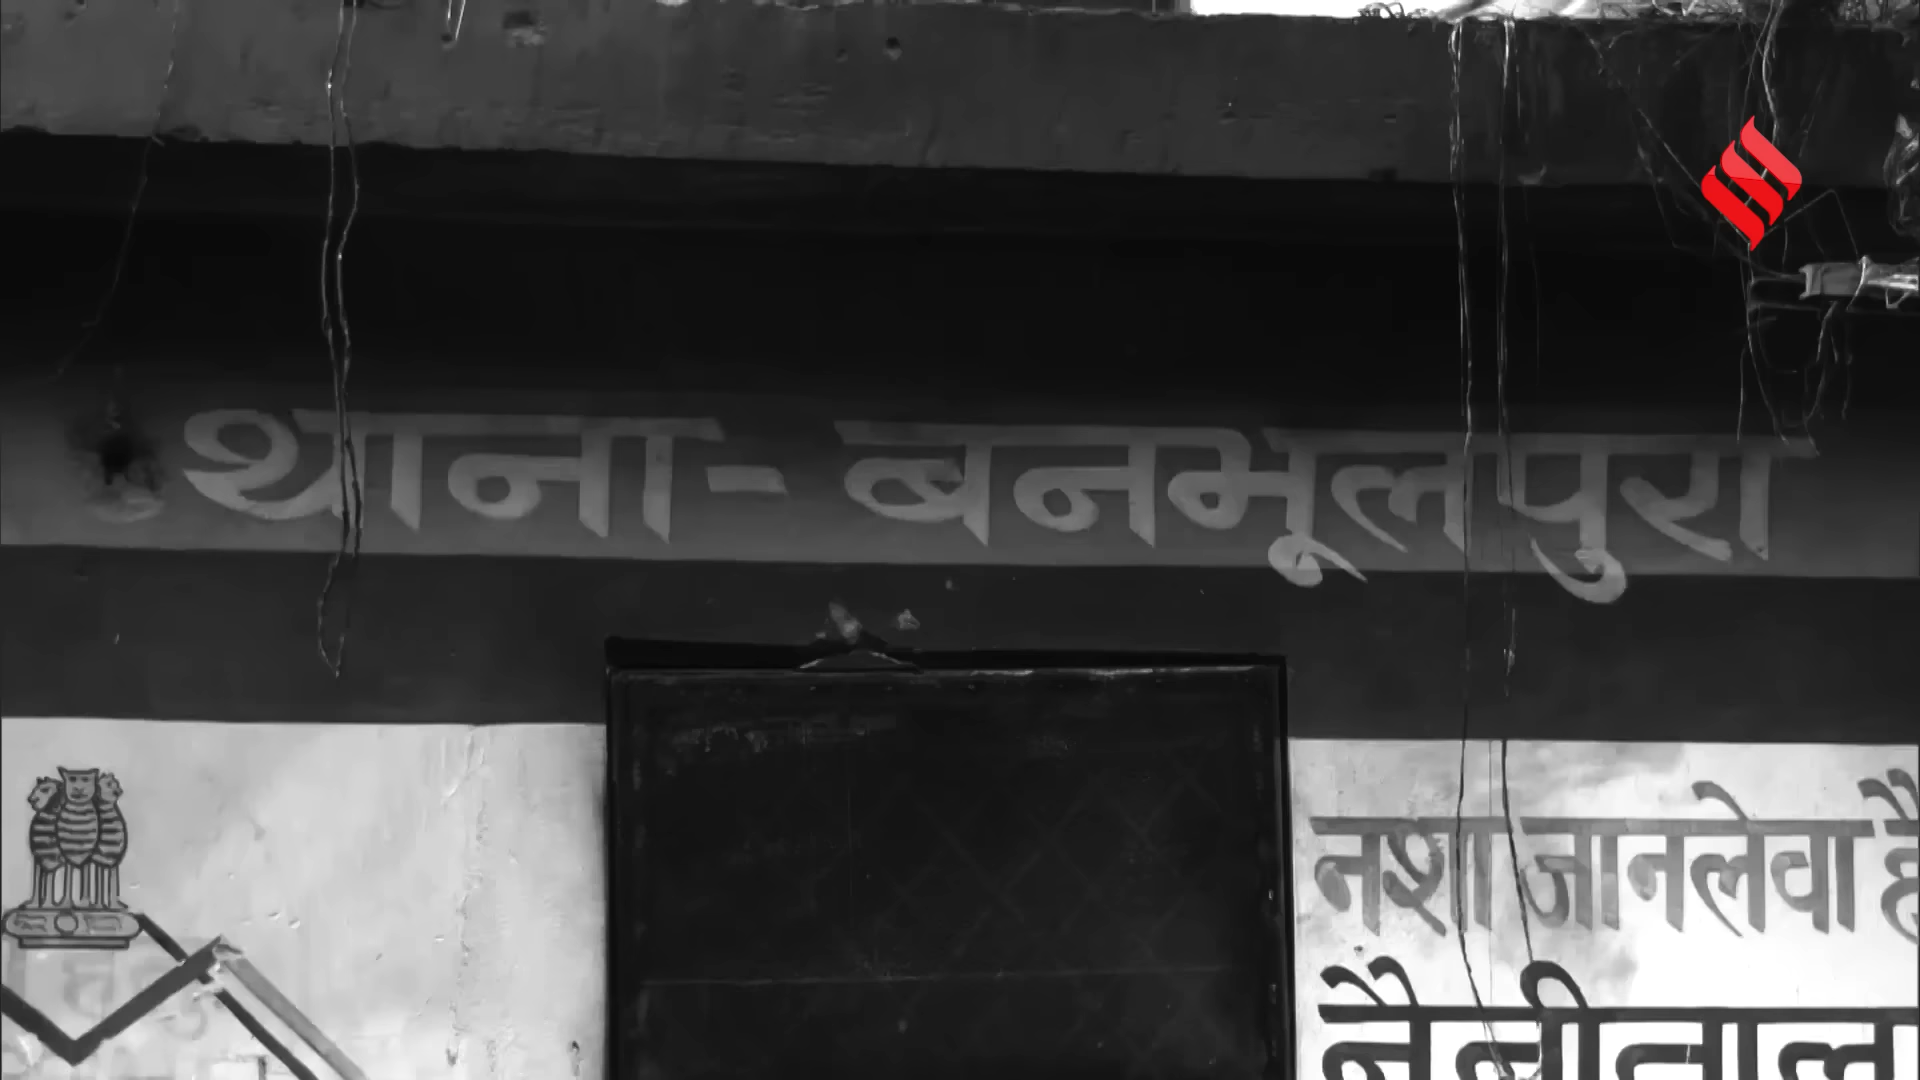 थाना- बनभूलपुरा
नशा जानलेवा है
नैनीताल